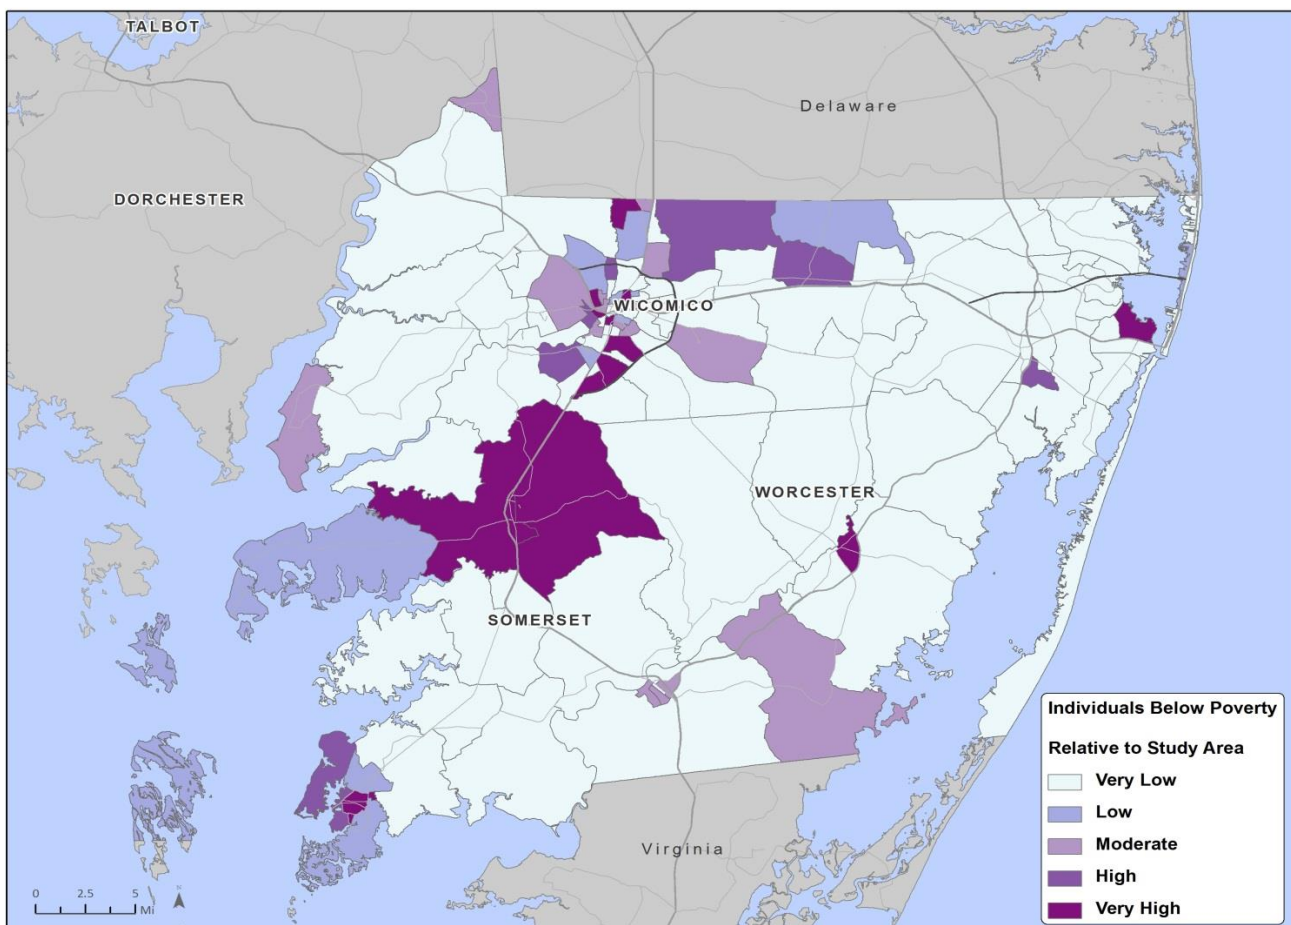 TALBOT
Delaware
DORCHESTER
WICOMICO
WORCESTER
SOMERSET
Virginia
Individuals Below Poverty
Relative to Study Area
Very Low
Low
Moderate
High
Very High
0 2.5 5
Mi
N